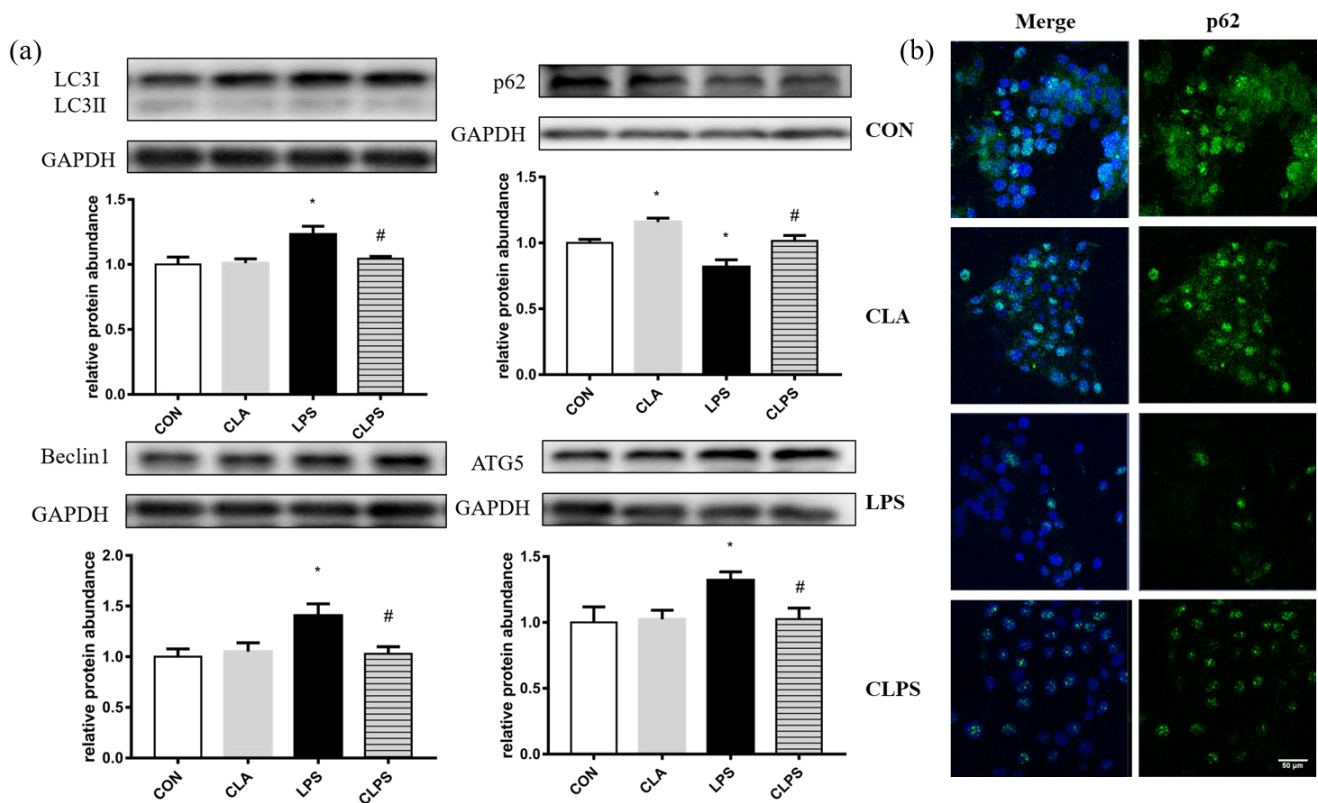 (a)
LC3I
LC3II
GAPDH
relative protein abundance
1.5
1.0
0.5
0.0
*
#
CON
CLA
LPS
CLPS
p62
GAPDH
relative protein abundance
1.5
1.0
0.5
0.0
*
*
#
CON
CLA
LPS
CLPS
Beclin1
GAPDH
relative protein abundance
2.0
1.5
1.0
0.5
0.0
*
#
CON
CLA
LPS
CLPS
ATG5
GAPDH
relative protein abundance
1.5
1.0
0.5
0.0
*
#
CON
CLA
LPS
CLPS
(b)
Merge p62
CON
CLA
LPS
CLPS
50 µm